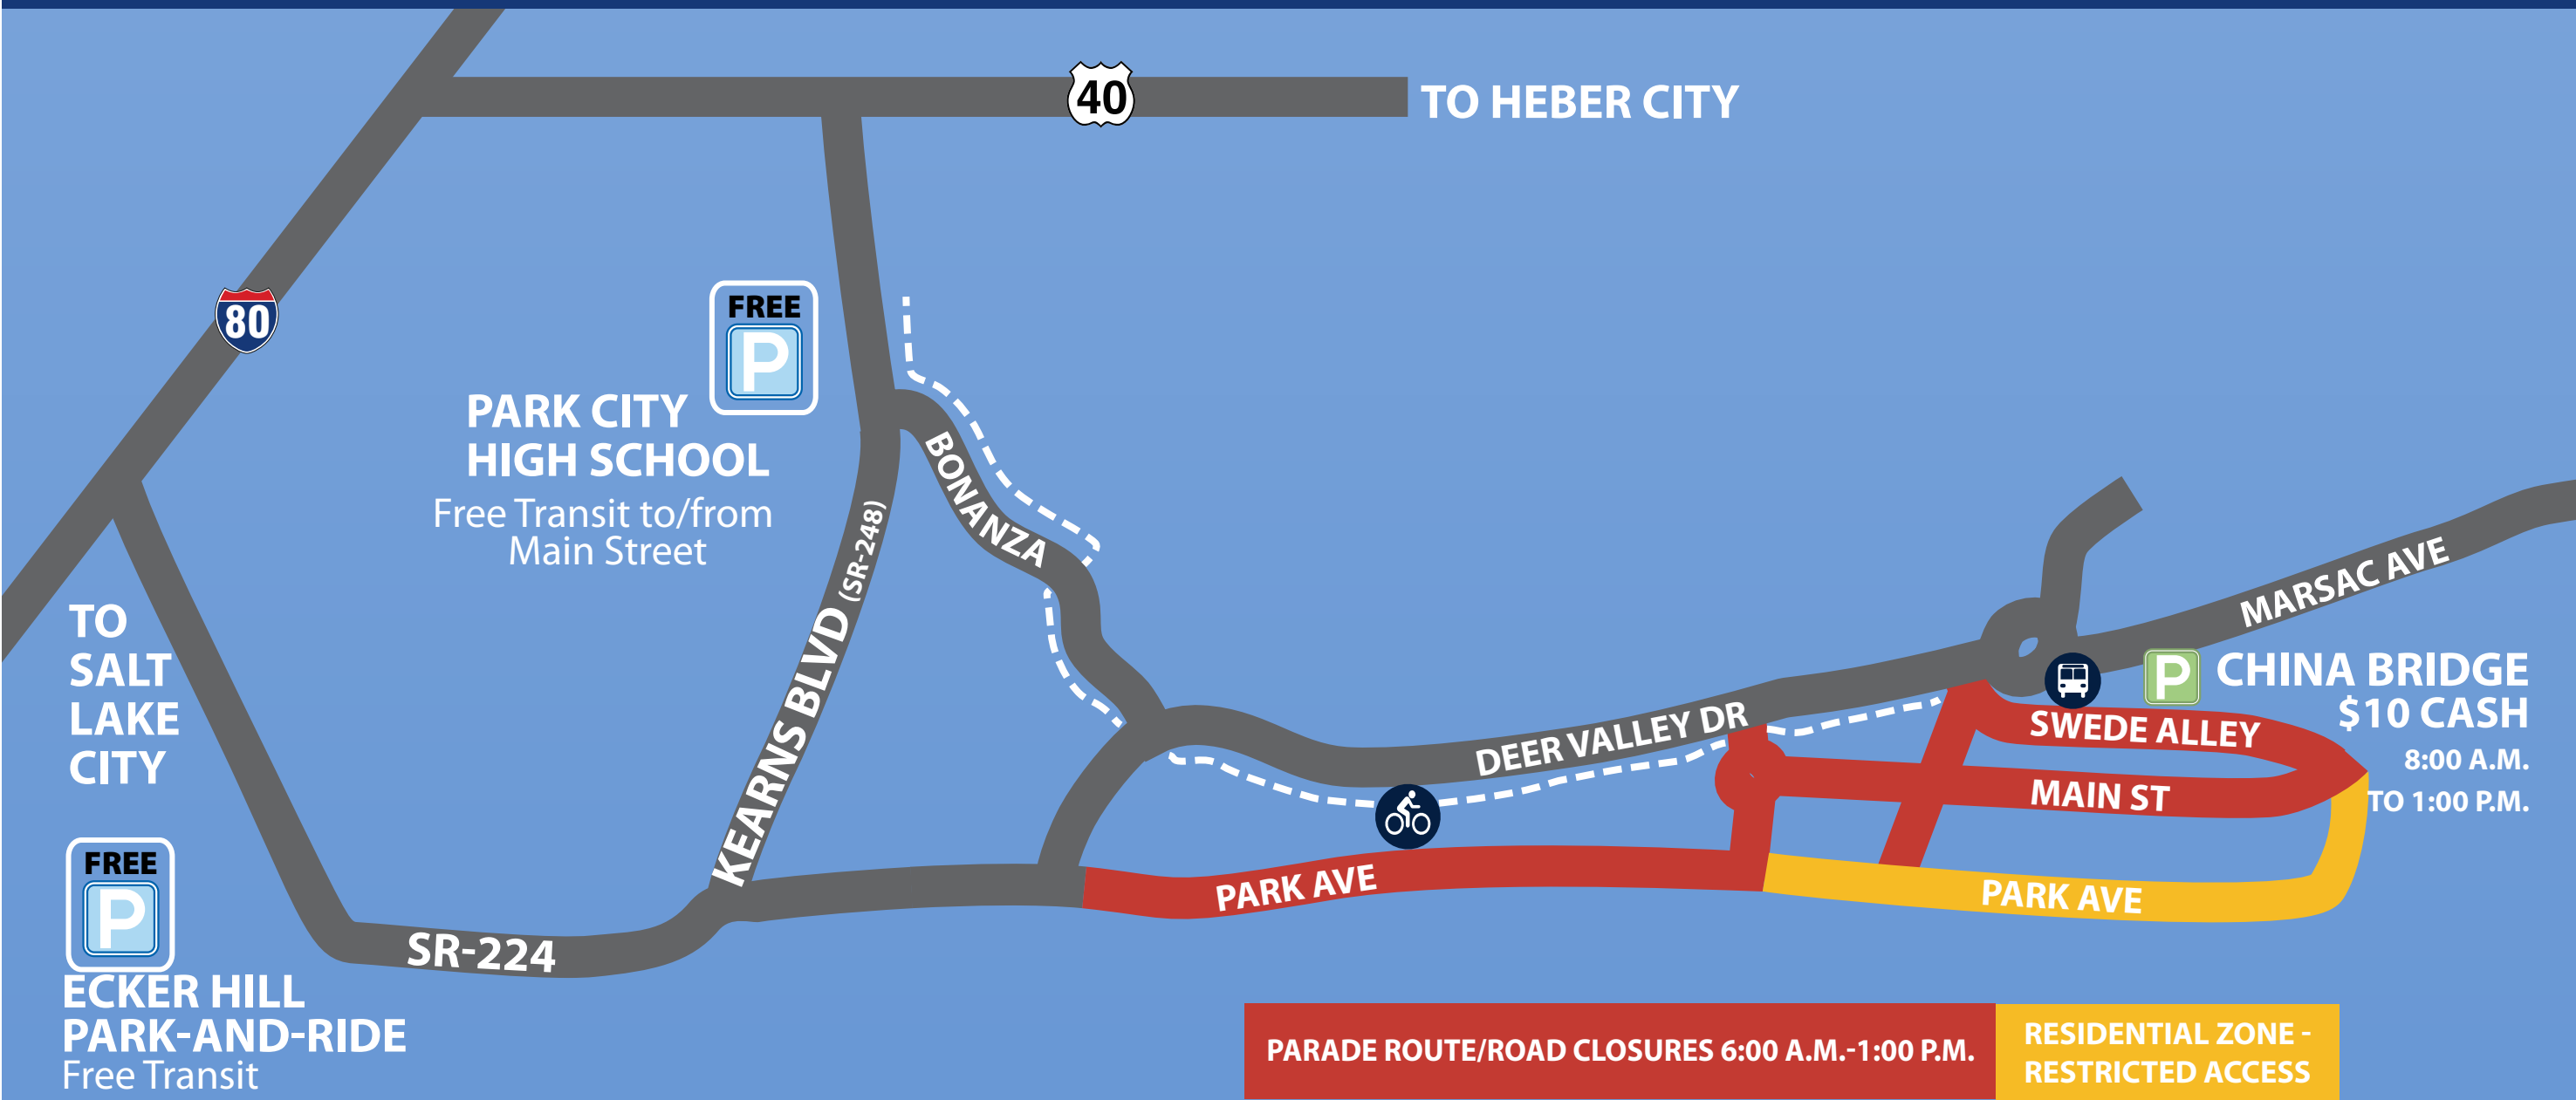 40
TO HEBER CITY
80
FREE
P
PARK CITY
HIGH SCHOOL
Free Transit to/from
Main Street
BONANZA
KEARNS BLVD (SR-248)
TO
SALT
LAKE
CITY
MARSAC AVE
P
CHINA BRIDGE
$10 CASH
8:00 A.M.
TO 1:00 P.M.
DEER VALLEY DR
SWEDE ALLEY
MAIN ST
PARK AVE
PARK AVE
SR-224
FREE
P
ECKER HILL
PARK-AND-RIDE
Free Transit
PARADE ROUTE/ROAD CLOSURES 6:00 A.M.-1:00 P.M.
RESIDENTIAL ZONE -
RESTRICTED ACCESS